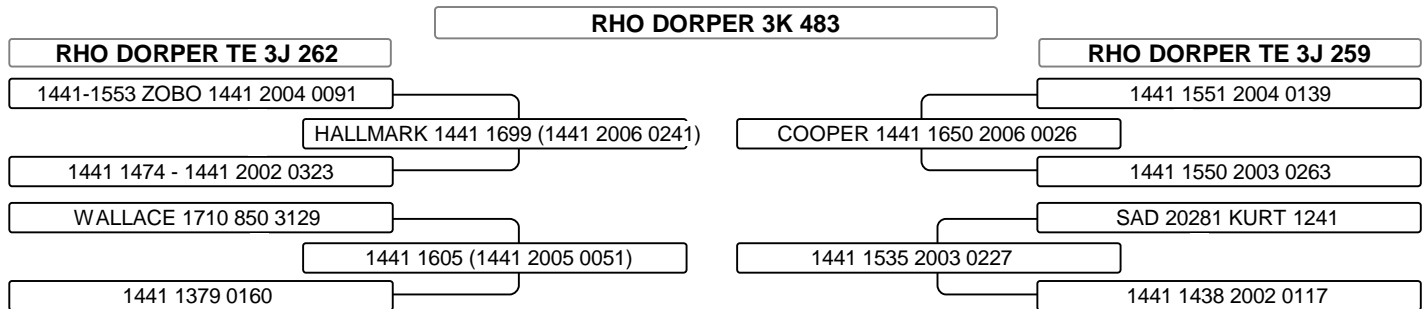 RHO DORPER 3K 483
RHO DORPER TE 3J 262
RHO DORPER TE 3J 259
1441-1553 ZOBO 1441 2004 0091
1441 1551 2004 0139
HALLMARK 1441 1699 (1441 2006 0241)
COOPER 1441 1650 2006 0026
1441 1474 - 1441 2002 0323
1441 1550 2003 0263
WALLACE 1710 850 3129
SAD 20281 KURT 1241
1441 1605 (1441 2005 0051)
1441 1535 2003 0227
1441 1379 0160
1441 1438 2002 0117